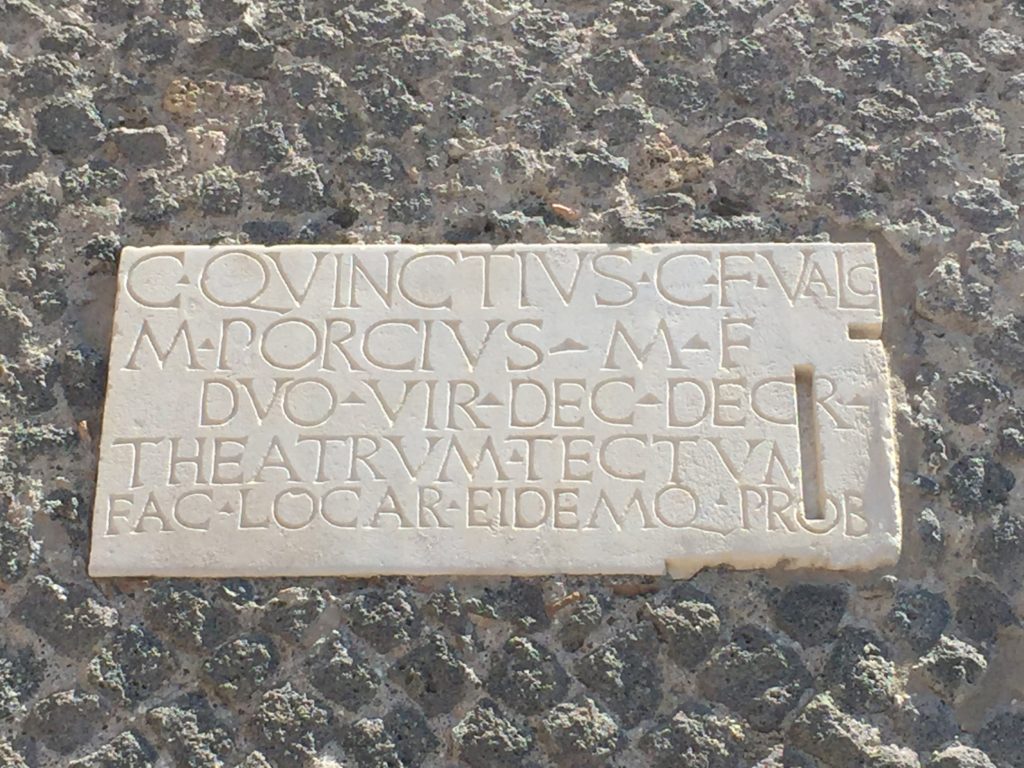 C·QVINCTIVS·C·F·VALG
M·PORCIVS·M·F
DVO·VIR·DEC·DECR·
THEATRVM·TECTVM
FAC·LOCAR·EIDEMQ·PROB